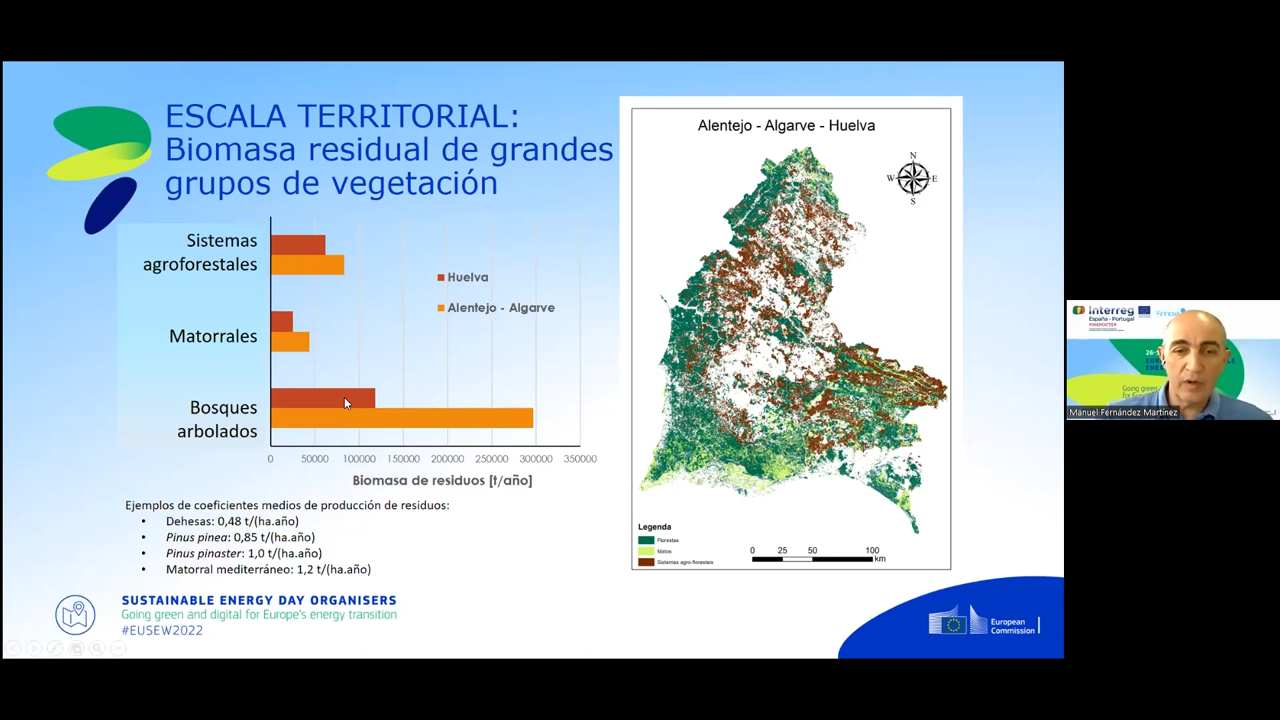 ESCALA TERRITORIAL:
Biomasa residual de grandes
grupos de vegetación
Sistemas
agroforestales
Matorrales
Bosques
arbolados
Huelva
Alentejo - Algarve
0 50000 100000 150000 200000 250000 300000 350000
Biomasa de residuos [t/año]
Ejemplos de coeficientes medios de producción de residuos:
• Dehesas: 0,48 t/(ha.año)
• Pinus pinea: 0,85 t/(ha.año)
• Pinus pinaster: 1,0 t/(ha.año)
• Matorral mediterráneo: 1,2 t/(ha.año)
SUSTAINABLE ENERGY DAY ORGANISERS
Going green and digital for Europe's energy transition
#EUSEW2022
Alentejo - Algarve - Huelva
N
W E
S
Legenda
Florestas
Matos
Sistemas agro-florestais
0 25 50 100
km
European
Commission
Interreg
España - Portugal
Going green
Manuel Fernández Martínez